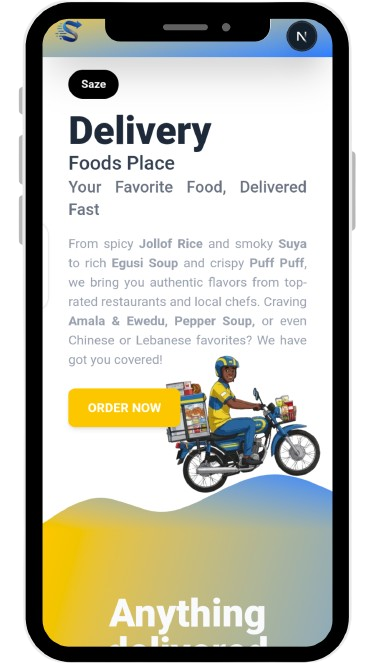 S
N
Saze
Delivery
Foods Place
Your Favorite Food, Delivered
Fast
From spicy Jollof Rice and smoky Suya
to rich Egusi Soup and crispy Puff Puff,
we bring you authentic flavors from top-
rated restaurants and local chefs. Craving
Amala & Ewedu, Pepper Soup, or even
Chinese or Lebanese favorites? We have
got you covered!
ORDER NOW
Anything
delivered